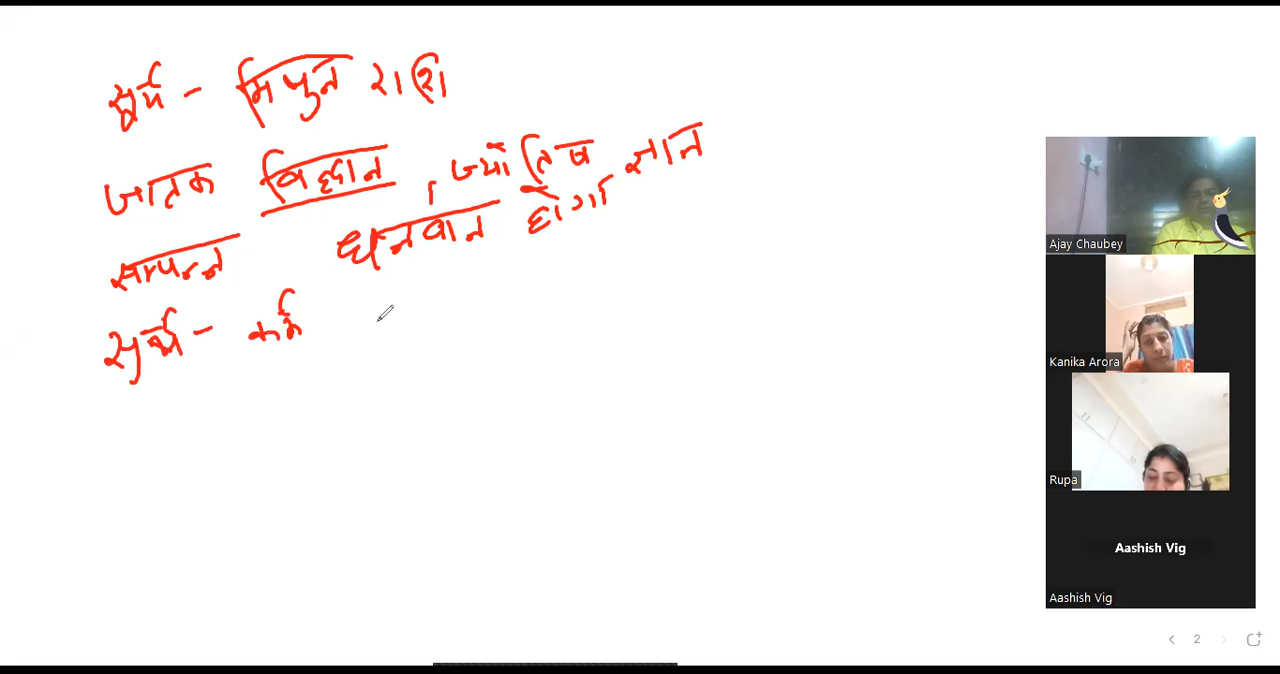 सूर्य - मिथुन राशि
जातक विद्वान, ज्योतिष ज्ञान
सम्पन्न धनवान होगा
सूर्य - कर्क
Ajay Chaubey
Kanika Arora
Rupa
Aashish Vig
Aashish Vig
2